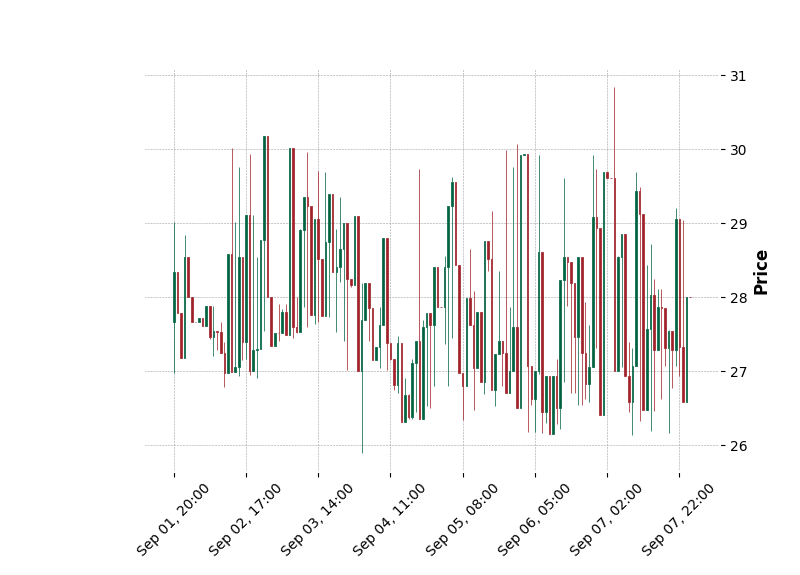 31
30
29
28
27
26
Price
Sep 01, 20:00
Sep 02, 17:00
Sep 03, 14:00
Sep 04, 11:00
Sep 05, 08:00
Sep 06, 05:00
Sep 07, 02:00
Sep 07, 22:00